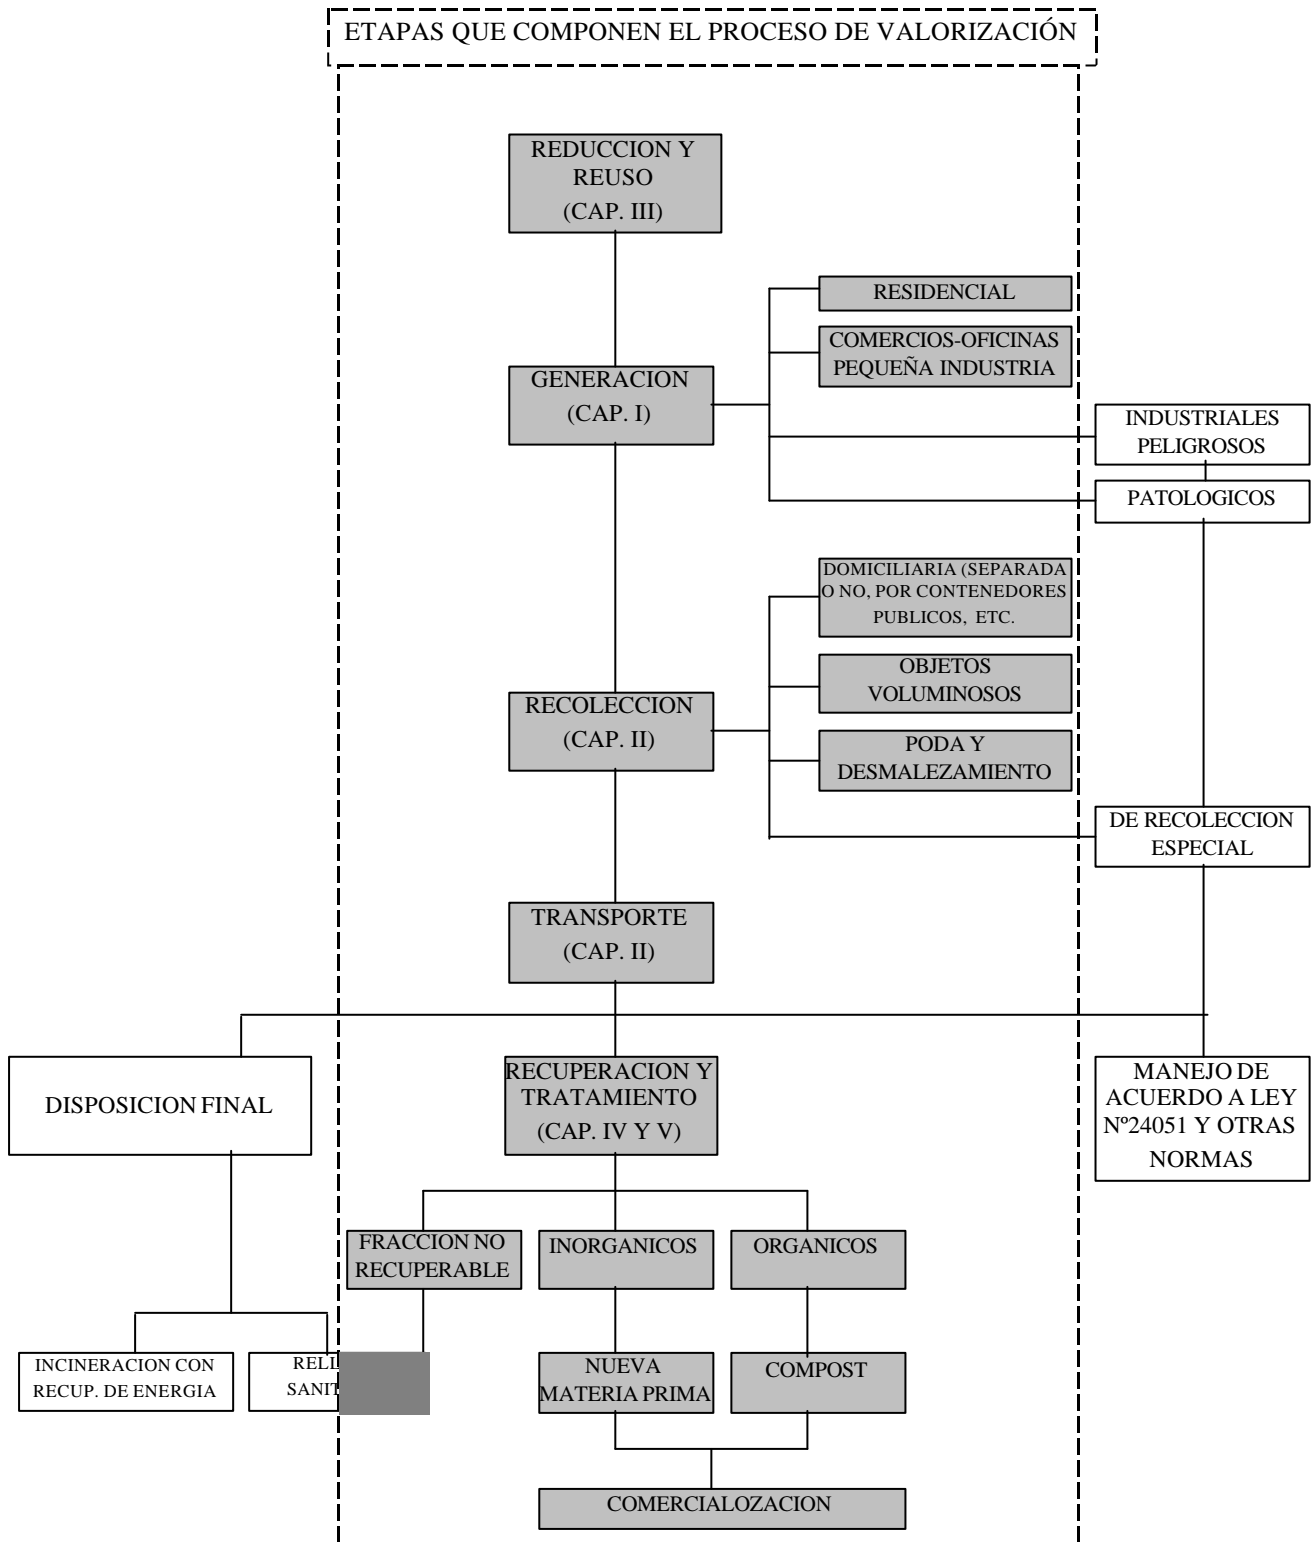 ETAPAS QUE COMPONEN EL PROCESO DE VALORIZACIÓN
REDUCCION Y
REUSO
(CAP. III)
RESIDENCIAL
COMERCIOS-OFICINAS
PEQUEÑA INDUSTRIA
GENERACION
(CAP. I)
INDUSTRIALES
PELIGROSOS
PATOLOGICOS
DOMICILIARIA (SEPARADA
O NO, POR CONTENEDORES
PUBLICOS, ETC.
OBJETOS
VOLUMINOSOS
RECOLECCION
(CAP. II)
PODA Y
DESMALEZAMIENTO
DE RECOLECCION
ESPECIAL
TRANSPORTE
(CAP. II)
DISPOSICION FINAL
RECUPERACION Y
TRATAMIENTO
(CAP. IV Y V)
MANEJO DE
ACUERDO A LEY
Nº24051 Y OTRAS
NORMAS
FRACCION NO
RECUPERABLE
INORGANICOS
ORGANICOS
INCINERACION CON
RECUP. DE ENERGIA
NUEVA
MATERIA PRIMA
COMPOST
COMERCIALOZACION